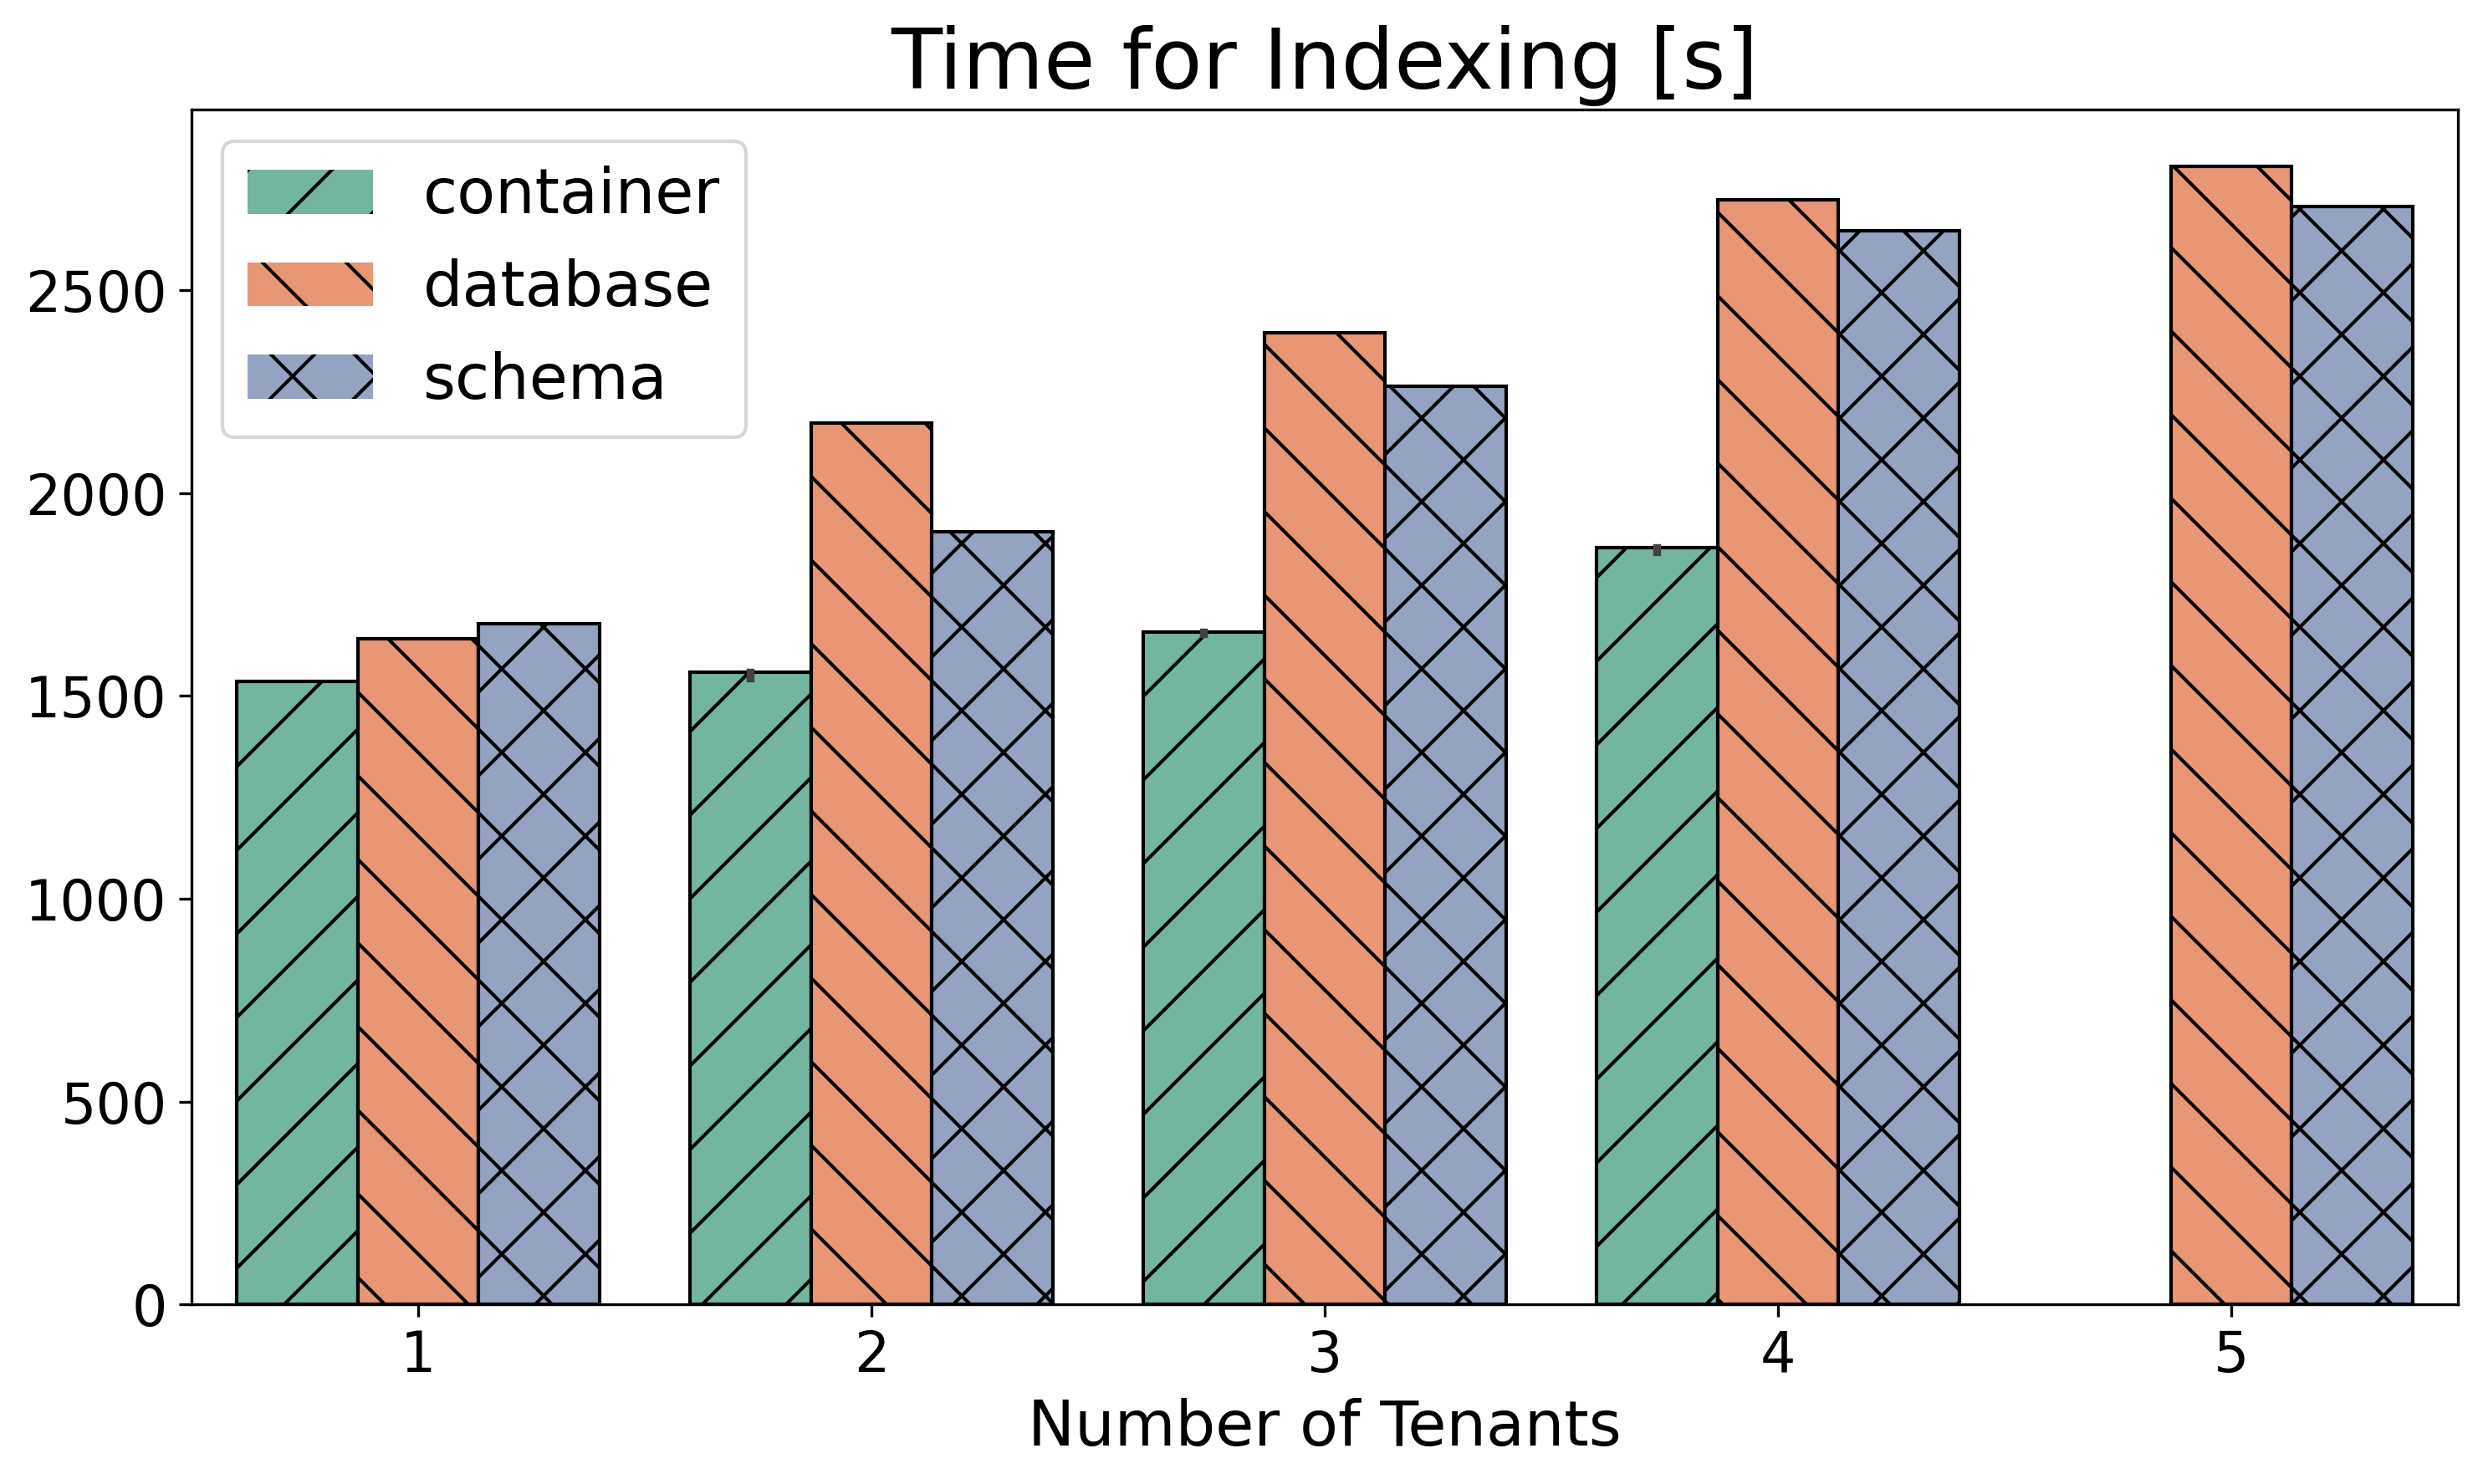 Time for Indexing [s]
container
database
schema
2500
2000
1500
1000
500
0
1 2 3 4 5
Number of Tenants